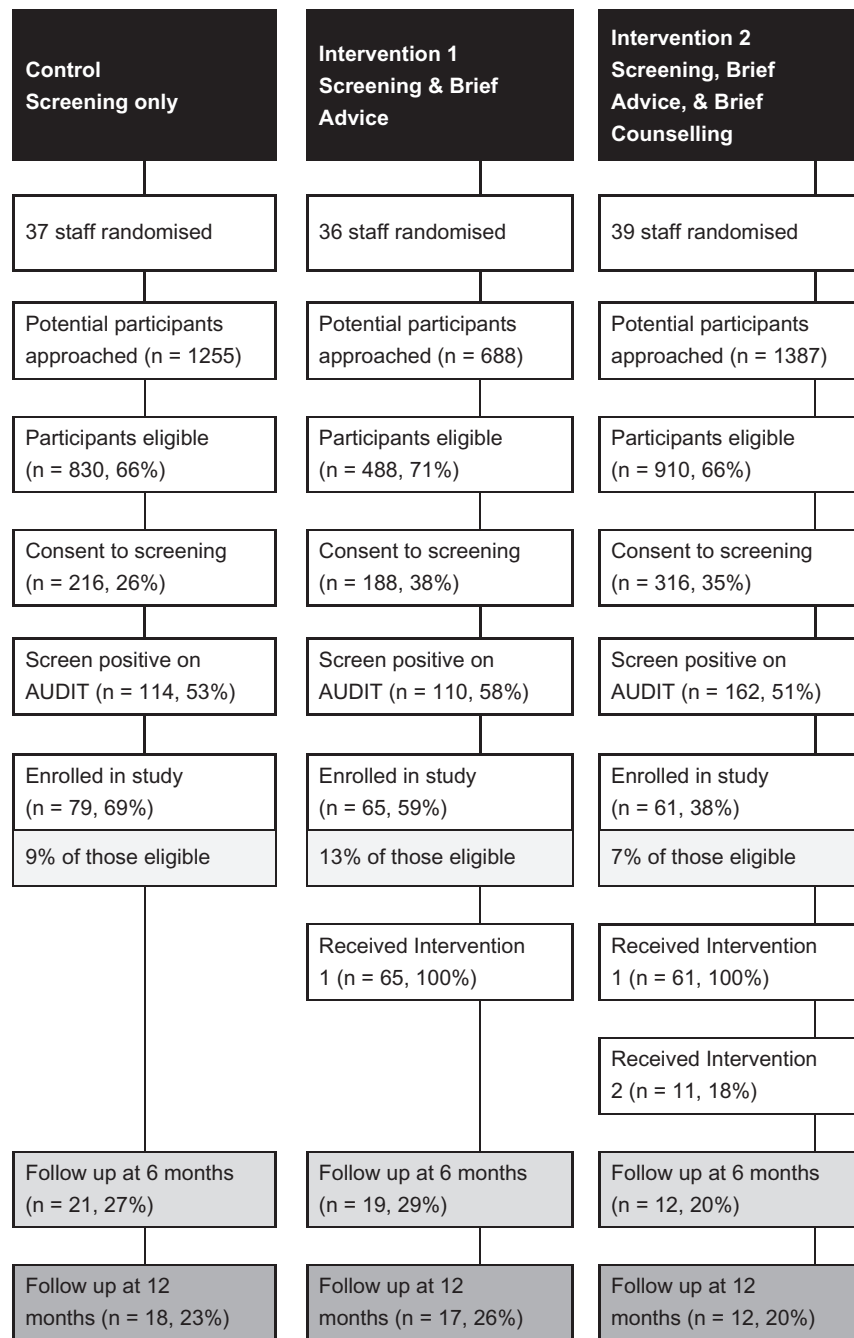 Control
Screening only
Intervention 1
Screening & Brief
Advice
Intervention 2
Screening, Brief
Advice, & Brief
Counselling
37 staff randomised
36 staff randomised
39 staff randomised
Potential participants
approached (n = 1255)
Potential participants
approached (n = 688)
Potential participants
approached (n = 1387)
Participants eligible
(n = 830, 66%)
Participants eligible
(n = 488, 71%)
Participants eligible
(n = 910, 66%)
Consent to screening
(n = 216, 26%)
Consent to screening
(n = 188, 38%)
Consent to screening
(n = 316, 35%)
Screen positive on
AUDIT (n = 114, 53%)
Screen positive on
AUDIT (n = 110, 58%)
Screen positive on
AUDIT (n = 162, 51%)
Enrolled in study
(n = 79, 69%)
Enrolled in study
(n = 65, 59%)
Enrolled in study
(n = 61, 38%)
9% of those eligible
13% of those eligible
7% of those eligible
Received Intervention
1 (n = 65, 100%)
Received Intervention
1 (n = 61, 100%)
Received Intervention
2 (n = 11, 18%)
Follow up at 6 months
(n = 21, 27%)
Follow up at 6 months
(n = 19, 29%)
Follow up at 6 months
(n = 12, 20%)
Follow up at 12
months (n = 18, 23%)
Follow up at 12
months (n = 17, 26%)
Follow up at 12
months (n = 12, 20%)